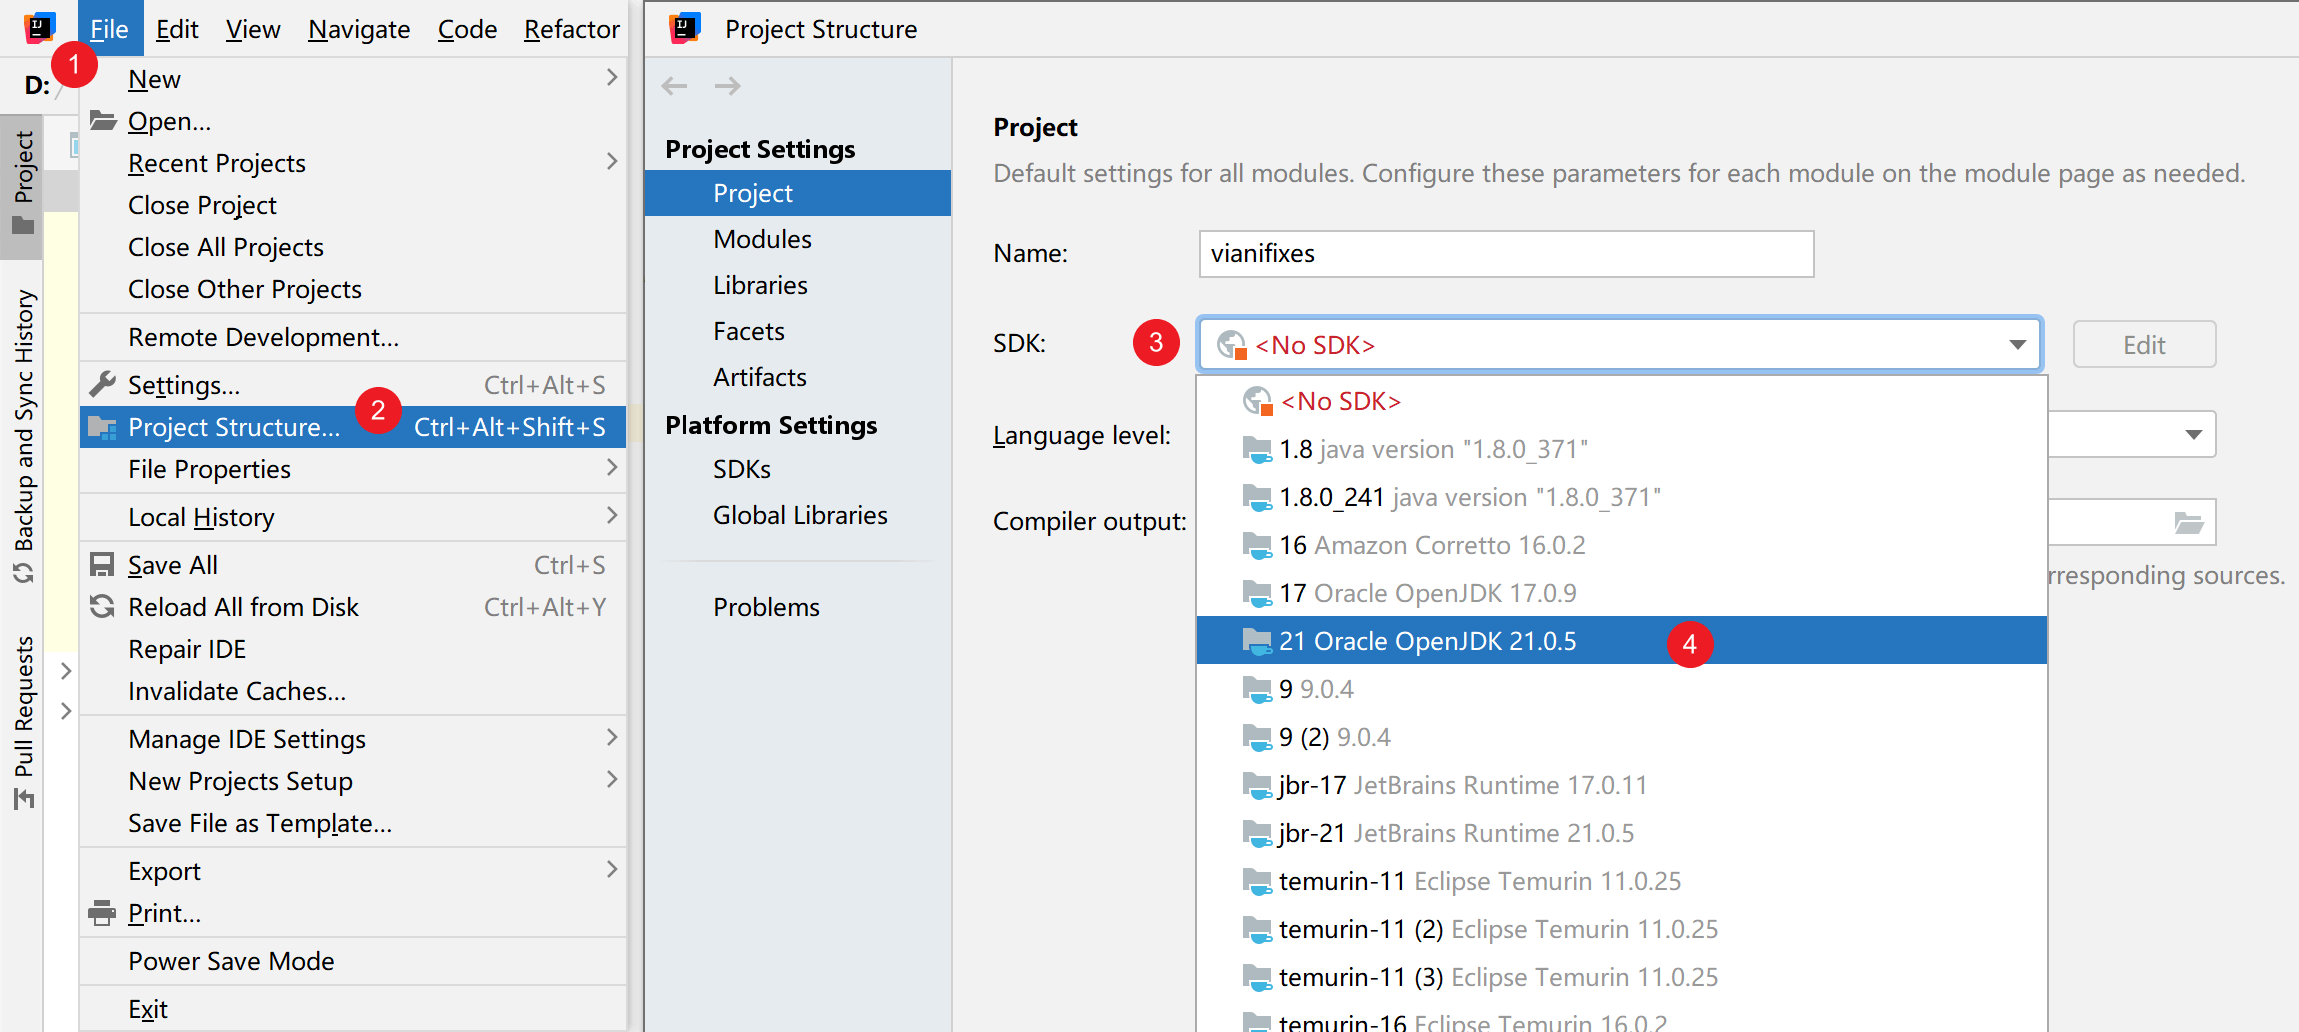 File Edit View Navigate Code Refactor
1
D:
New
Open...
Recent Projects
Close Project
Close All Projects
Close Other Projects
Remote Development...
Settings... Ctrl+Alt+S
2
Project Structure... Ctrl+Alt+Shift+S
File Properties
Local History
Save All Ctrl+S
Reload All from Disk Ctrl+Alt+Y
Repair IDE
Invalidate Caches...
Manage IDE Settings
New Projects Setup
Save File as Template...
Export
Print...
Power Save Mode
Exit
Project
Backup and Sync History
Pull Requests
Project Structure
Project Settings
Project
Modules
Libraries
Facets
Artifacts
Platform Settings
SDKs
Global Libraries
Problems
Project
Default settings for all modules. Configure these parameters for each module on the module page as needed.
Name: vianifixes
SDK: 3 <No SDK> Edit
Language level:
Compiler output:
rresponding sources.
<No SDK>
1.8 java version "1.8.0_371"
1.8.0_241 java version "1.8.0_371"
16 Amazon Corretto 16.0.2
17 Oracle OpenJDK 17.0.9
21 Oracle OpenJDK 21.0.5 4
9 9.0.4
9 (2) 9.0.4
jbr-17 JetBrains Runtime 17.0.11
jbr-21 JetBrains Runtime 21.0.5
temurin-11 Eclipse Temurin 11.0.25
temurin-11 (2) Eclipse Temurin 11.0.25
temurin-11 (3) Eclipse Temurin 11.0.25
temurin-16 Eclipse Temurin 16.0.2